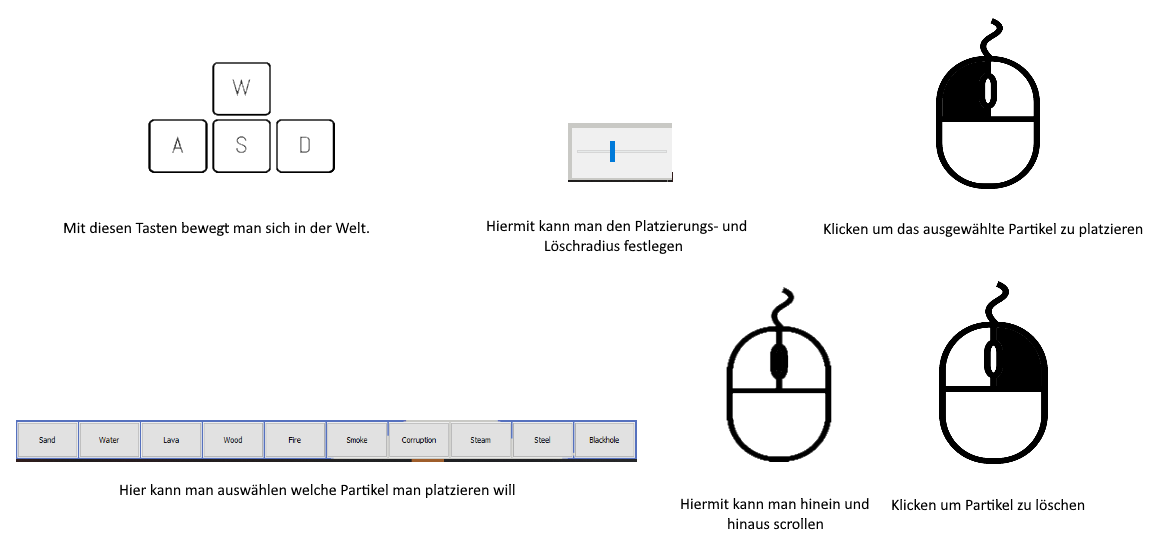 W
A S D
Mit diesen Tasten bewegt man sich in der Welt.
Hiermit kann man den Platzierungs- und
Löschradius festlegen
Klicken um das ausgewählte Partikel zu platzieren
Sand Water Lava Wood Fire Smoke Corruption Steam Steel Blackhole
Hier kann man auswählen welche Partikel man platzieren will
Hiermit kann man hinein und
hinaus scrollen
Klicken um Partikel zu löschen